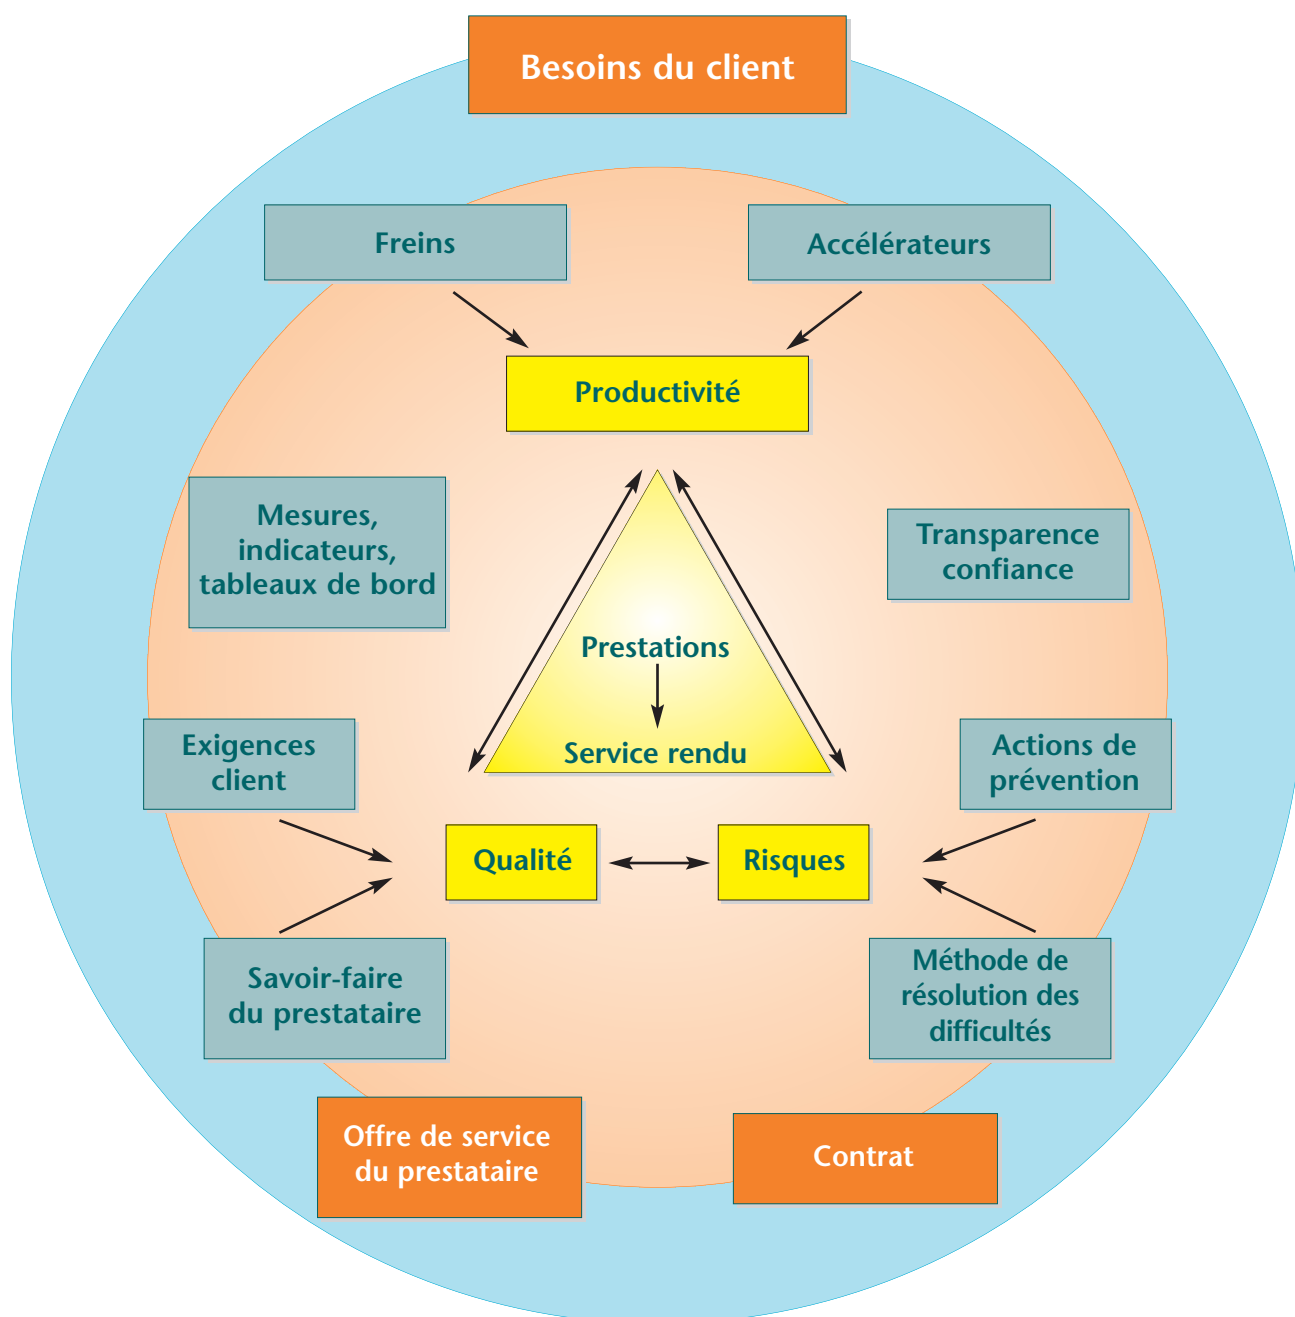 Besoins du client
Freins
Accélérateurs
Productivité
Mesures,
indicateurs,
tableaux de bord
Transparence
confiance
Prestations
Service rendu
Exigences
client
Actions de
prévention
Qualité
Risques
Savoir-faire
du prestataire
Méthode de
résolution des
difficultés
Offre de service
du prestataire
Contrat